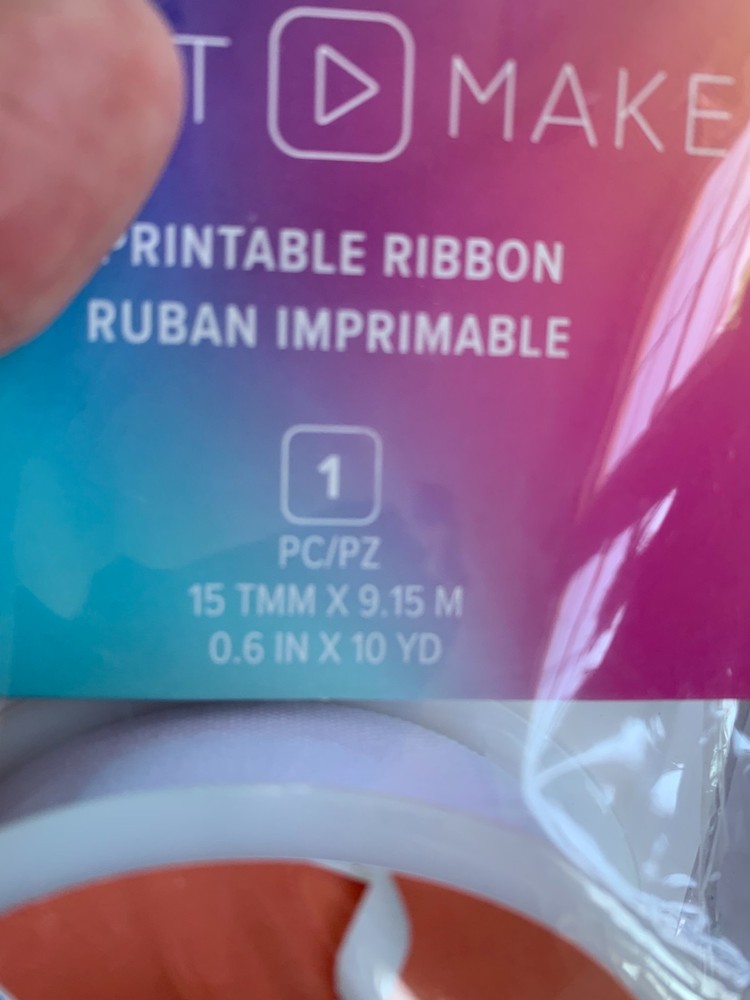 T MAKE
PRINTABLE RIBBON
RUBAN IMPRIMABLE
1
PC/PZ
15 TMM X 9.15 M
0.6 IN X 10 YD